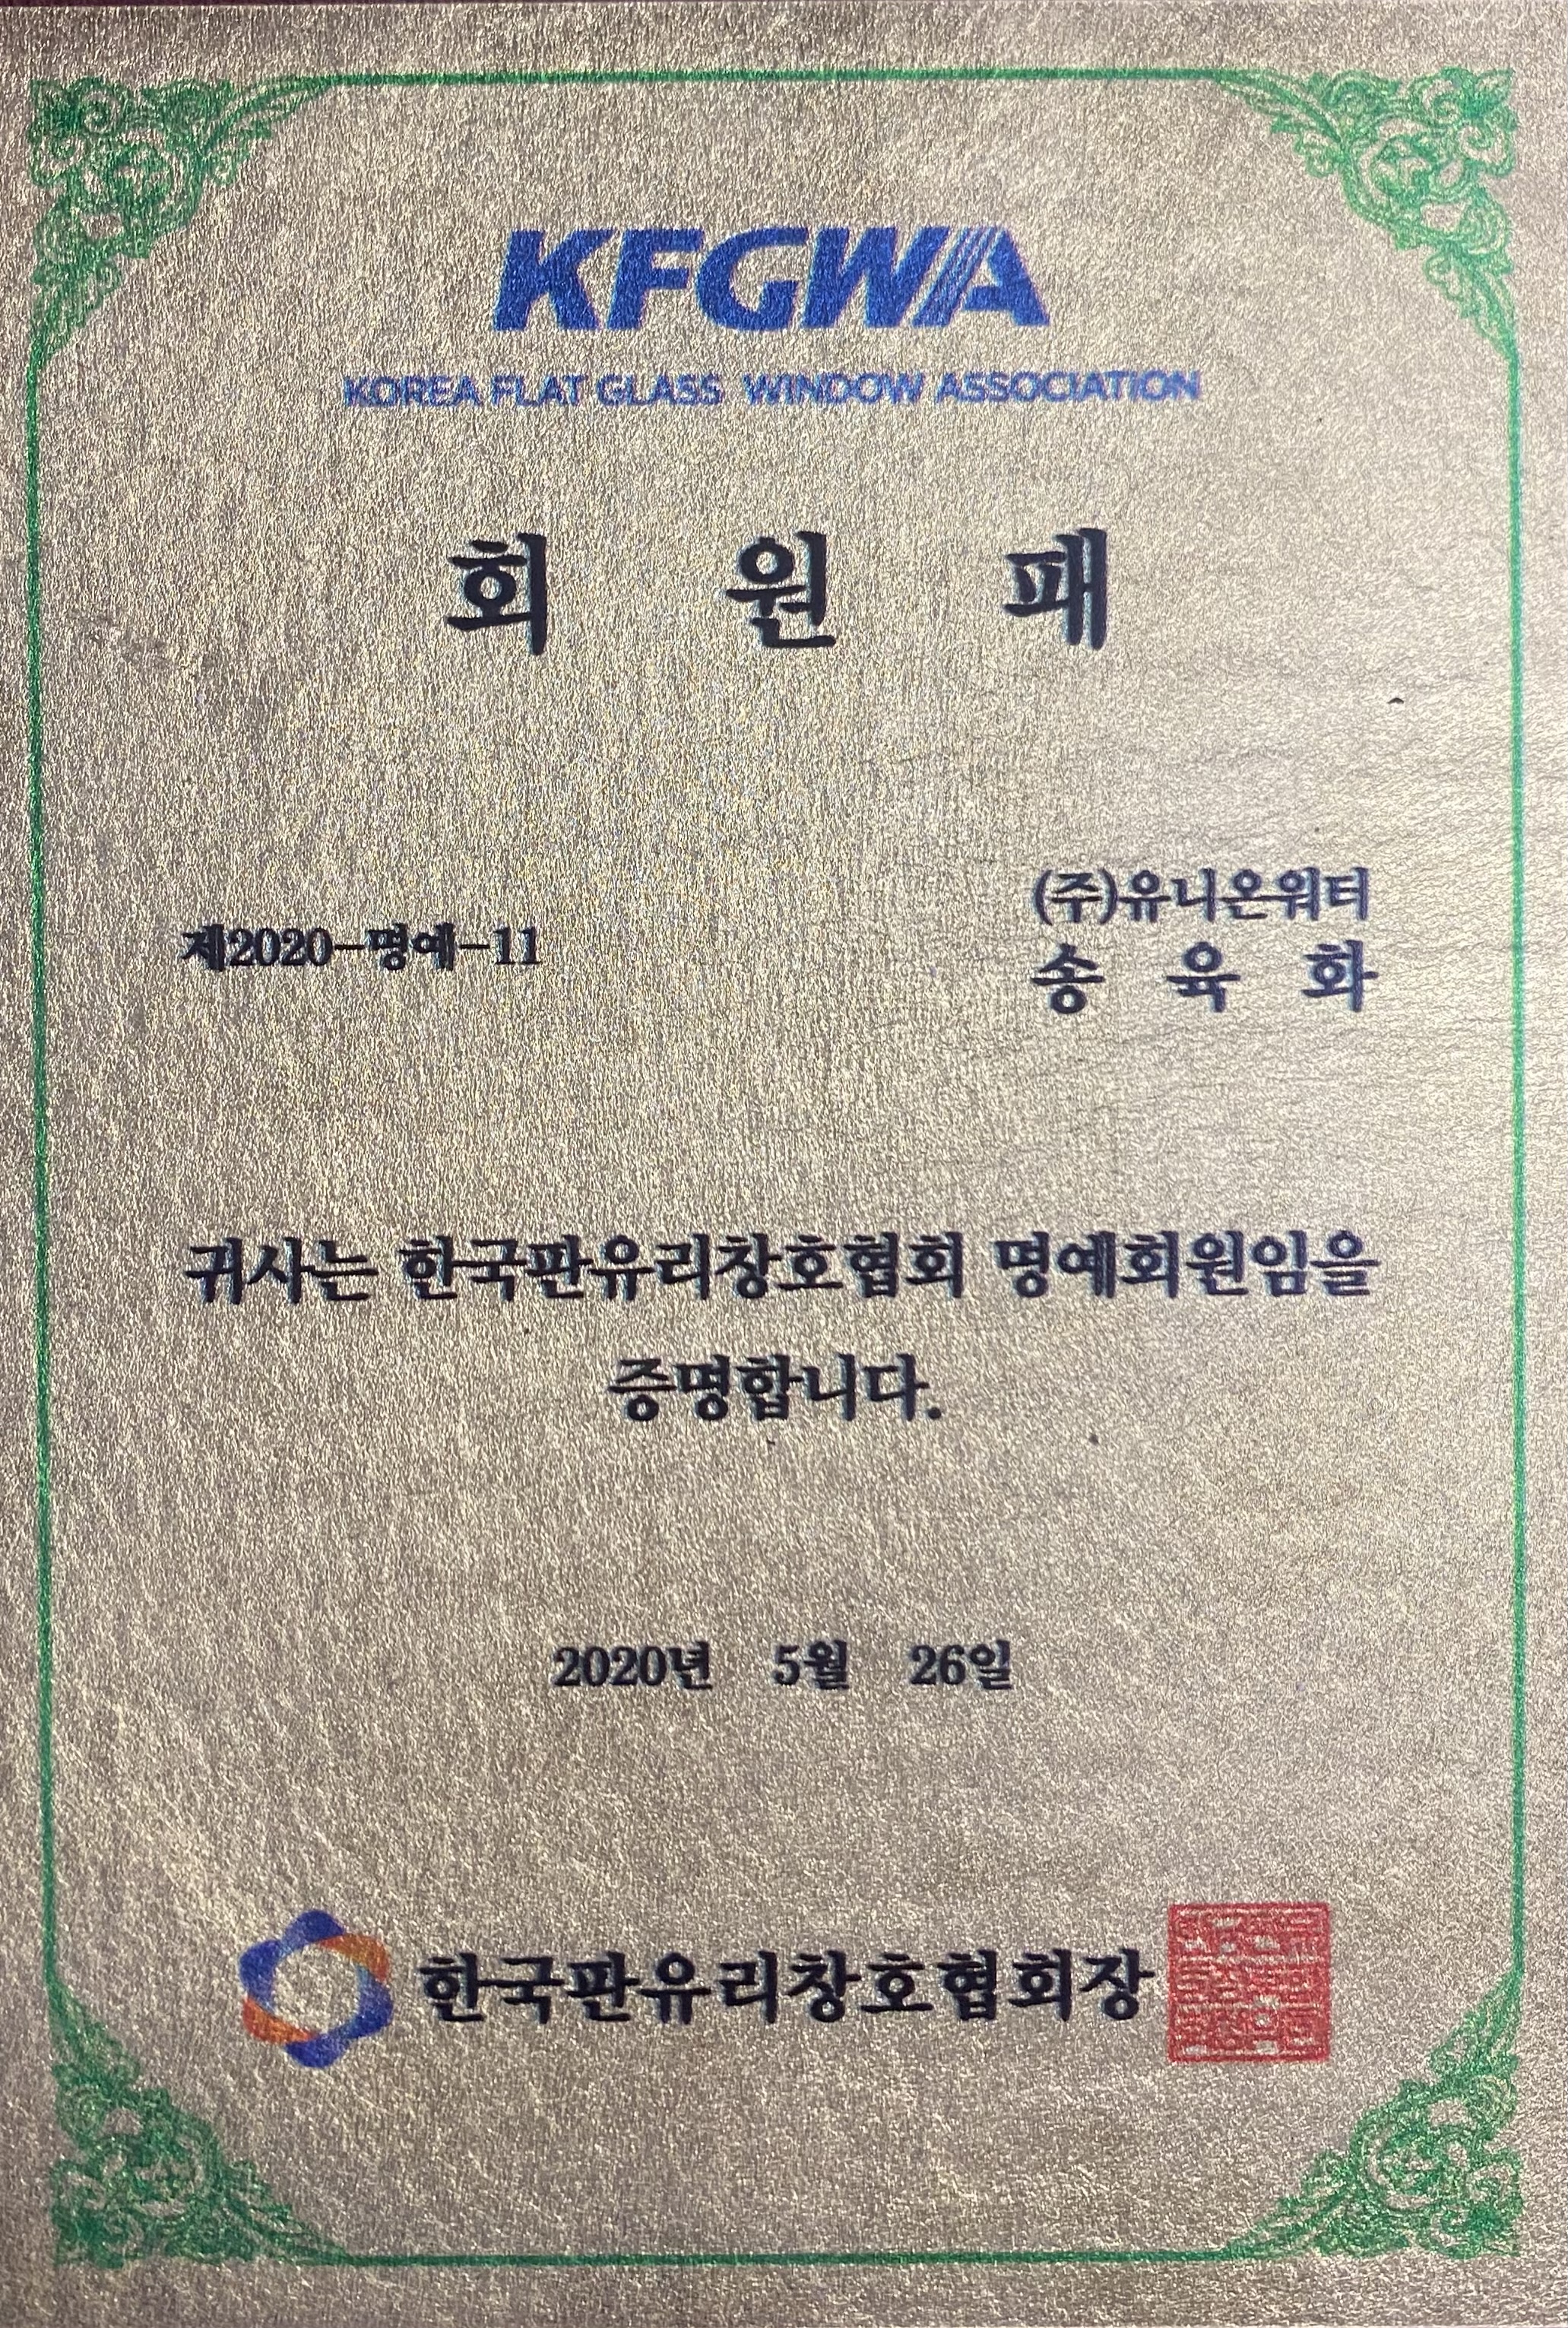 KFGWA
KOREA FLAT GLASS WINDOW ASSOCIATION
회 원 패
(주)유니온워터
제2020-명예-11
송 육 화
귀사는 한국판유리창호협회 명예회원임을
증명합니다.
2020년 5월 26일
한국판유리창호협회장